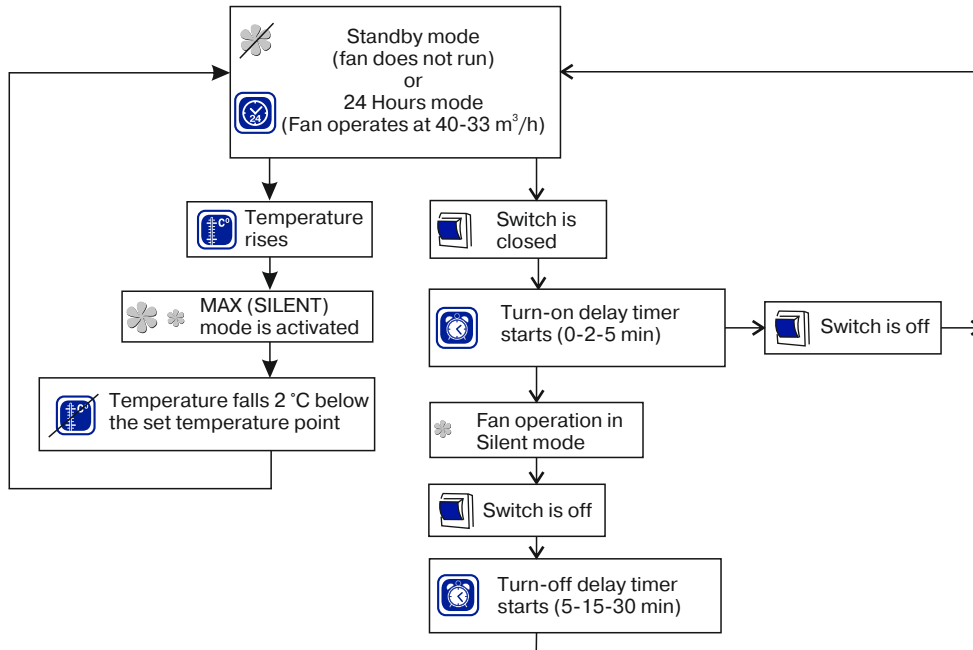 Standby mode
(fan does not run)
or
24 Hours mode
(Fan operates at 40-33 m³/h)
24
C°
Temperature
rises
Switch is
closed
MAX (SILENT)
mode is activated
Turn-on delay timer
starts (0-2-5 min)
Switch is off
C°
Temperature falls 2 °C below
the set temperature point
Fan operation in
Silent mode
Switch is off
Turn-off delay timer
starts (5-15-30 min)